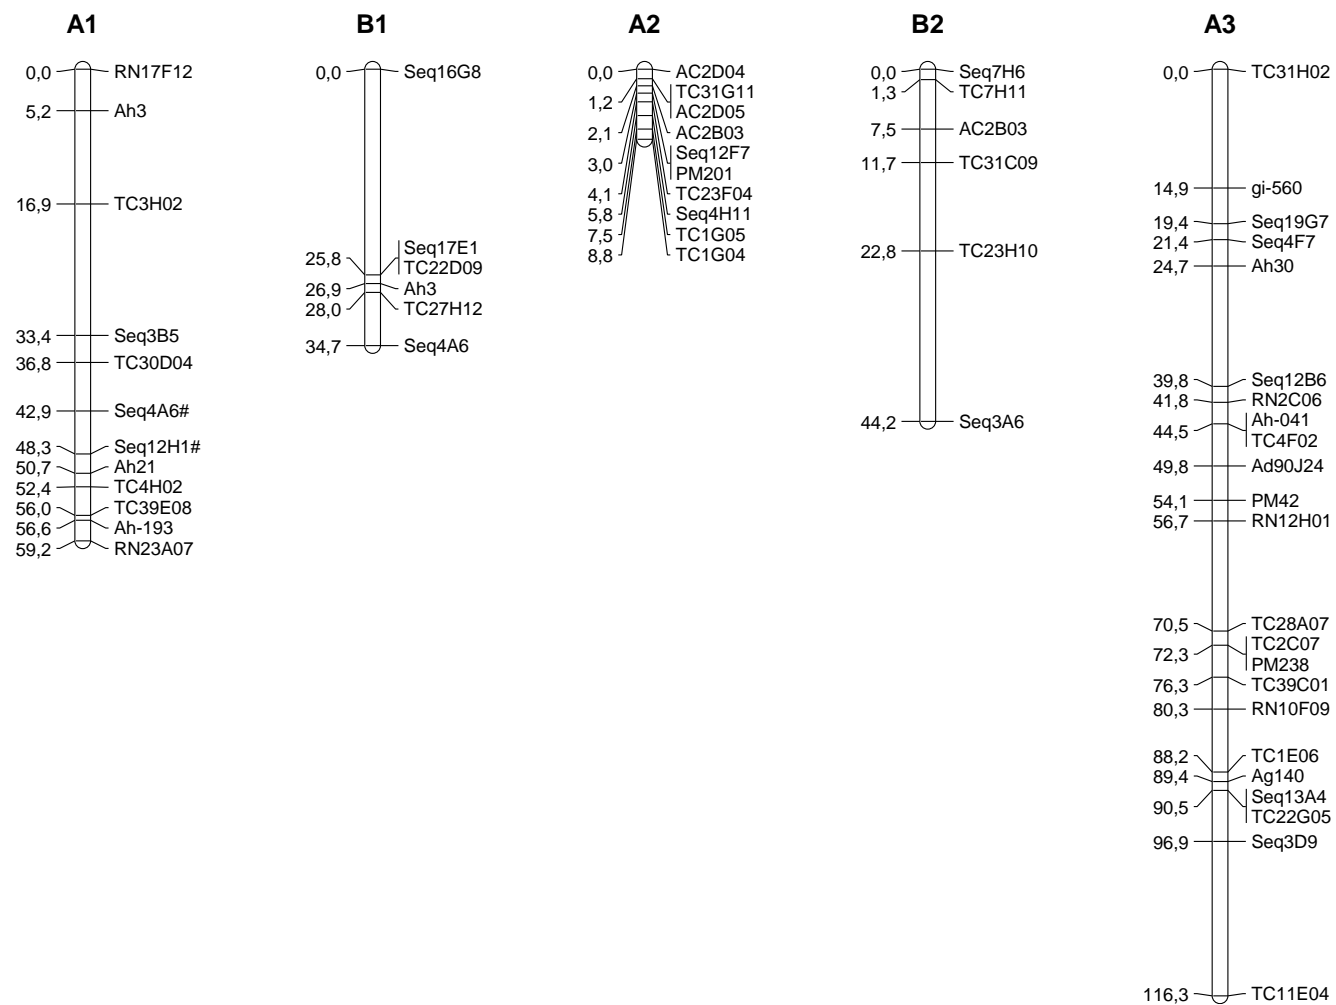 A1
0,0 RN17F12
5,2 Ah3
16,9 TC3H02
33,4 Seq3B5
36,8 TC30D04
42,9 Seq4A6#
48,3 Seq12H1#
50,7 Ah21
52,4 TC4H02
56,0 TC39E08
56,6 Ah-193
59,2 RN23A07
B1
0,0 Seq16G8
25,8 Seq17E1
TC22D09
26,9 Ah3
28,0 TC27H12
34,7 Seq4A6
A2
0,0 AC2D04
1,2 TC31G11
AC2D05
2,1 AC2B03
3,0 Seq12F7
PM201
4,1 TC23F04
5,8 Seq4H11
7,5 TC1G05
8,8 TC1G04
B2
0,0 Seq7H6
1,3 TC7H11
7,5 AC2B03
11,7 TC31C09
22,8 TC23H10
44,2 Seq3A6
A3
0,0 TC31H02
14,9 gi-560
19,4 Seq19G7
21,4 Seq4F7
24,7 Ah30
39,8 Seq12B6
41,8 RN2C06
44,5 Ah-041
TC4F02
49,8 Ad90J24
54,1 PM42
56,7 RN12H01
70,5 TC28A07
72,3 TC2C07
PM238
76,3 TC39C01
80,3 RN10F09
88,2 TC1E06
89,4 Ag140
90,5 Seq13A4
TC22G05
96,9 Seq3D9
116,3 TC11E04